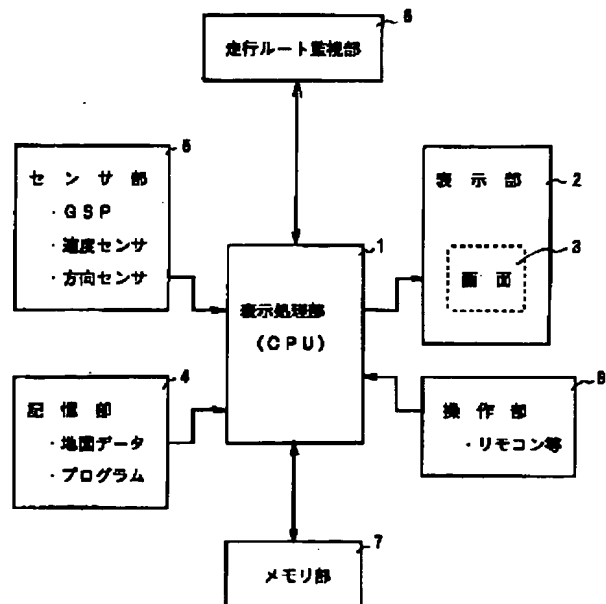 6
走行ルート監視部
5
センサ部
・GSP
・速度センサ
・方向センサ
表示部
2
3
画面
1
表示処理部
(CPU)
4
記憶部
・地図データ
・プログラム
8
操作部
・リモコン等
7
メモリ部